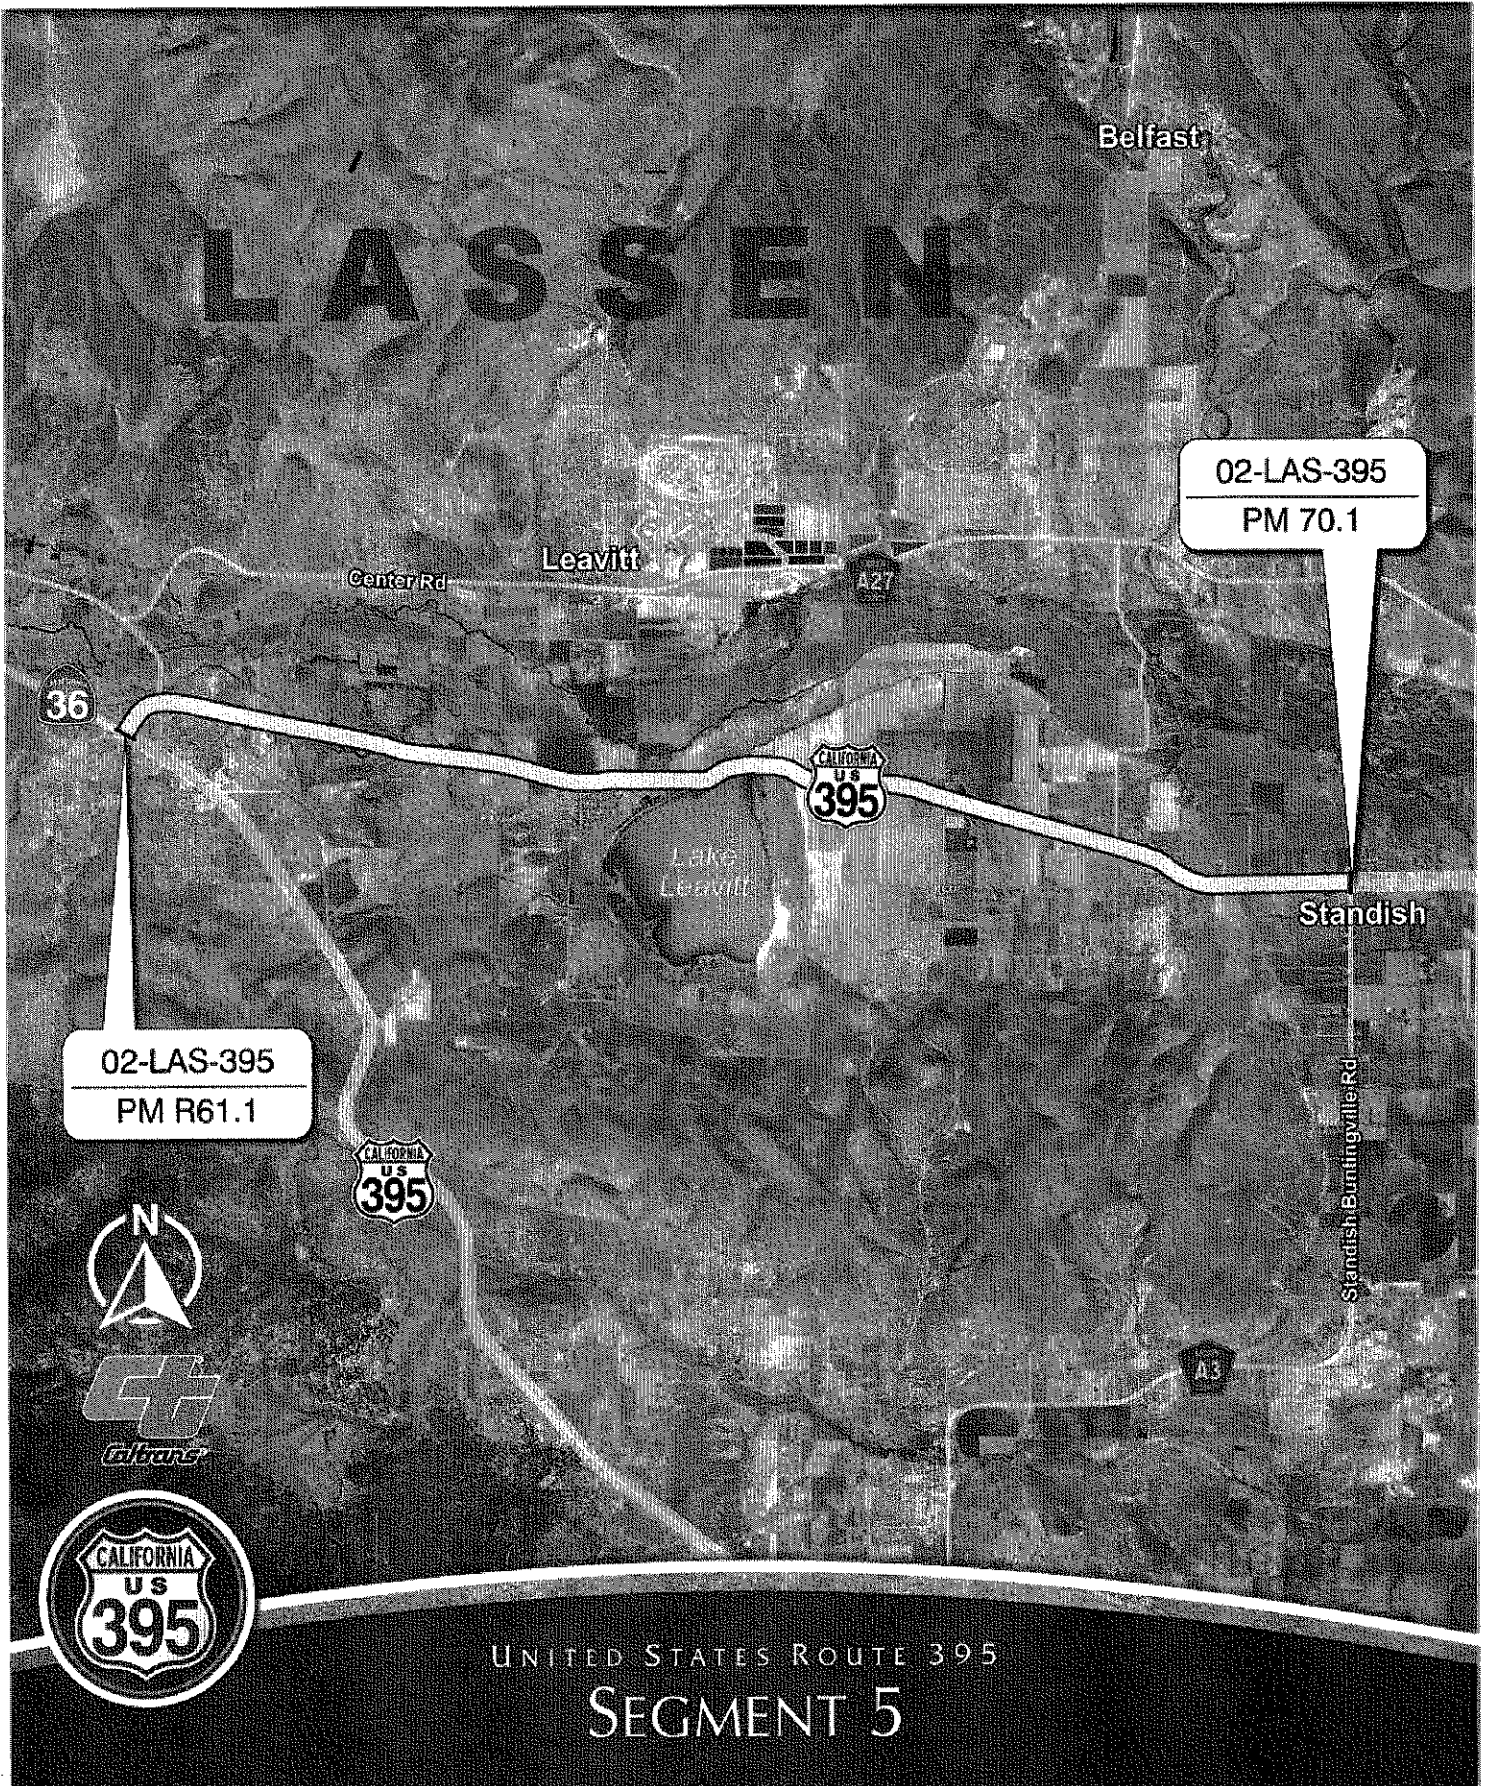 Belfast
LASSEN
02-LAS-395
PM 70.1
Leavitt
Center Rd
A27
36
CALIFORNIA
US
395
Lake
Leavitt
Standish
02-LAS-395
PM R61.1
Standish Buntingville Rd
CALIFORNIA
US
395
N
A3
Caltrans
CALIFORNIA
US
395
UNITED STATES ROUTE 395
SEGMENT 5